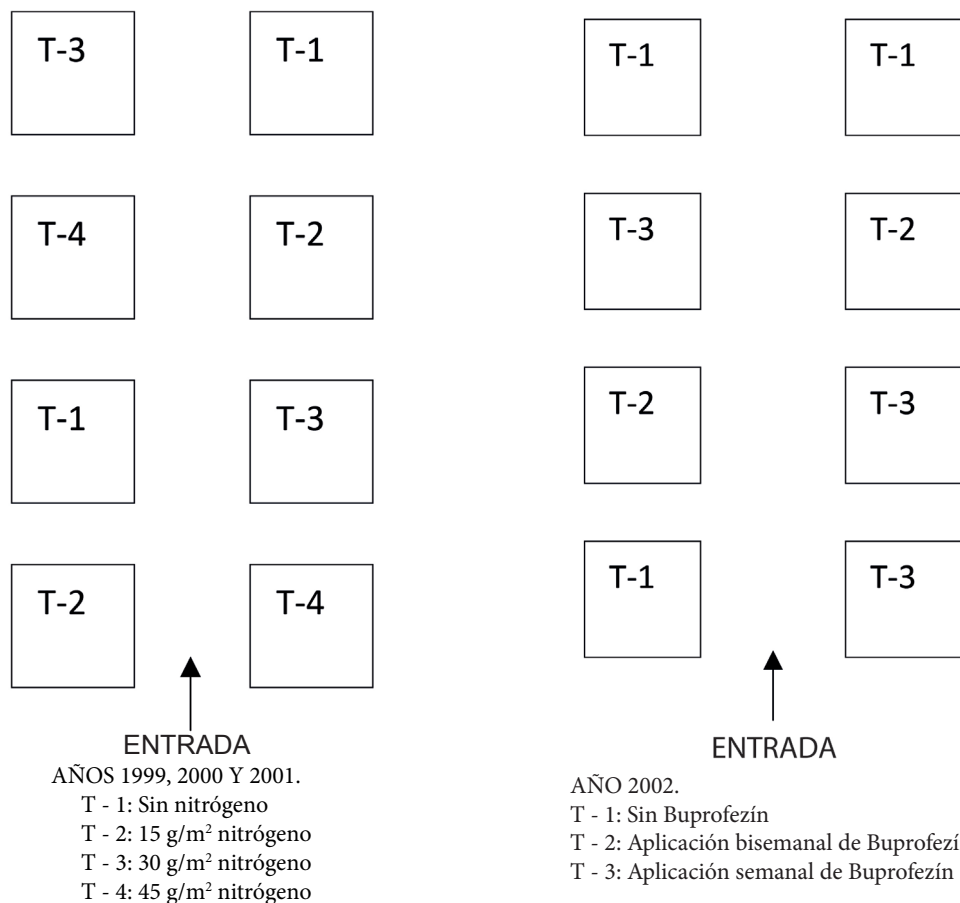 T-3
T-1
T-4
T-2
T-1
T-3
T-2
T-4
ENTRADA
AÑOS 1999, 2000 Y 2001.
T - 1: Sin nitrógeno
T - 2: 15 g/m² nitrógeno
T - 3: 30 g/m² nitrógeno
T - 4: 45 g/m² nitrógeno
T-1
T-1
T-3
T-2
T-2
T-3
T-1
T-3
ENTRADA
AÑO 2002.
T - 1: Sin Buprofezín
T - 2: Aplicación bisemanal de Buprofezí
T - 3: Aplicación semanal de Buprofezín